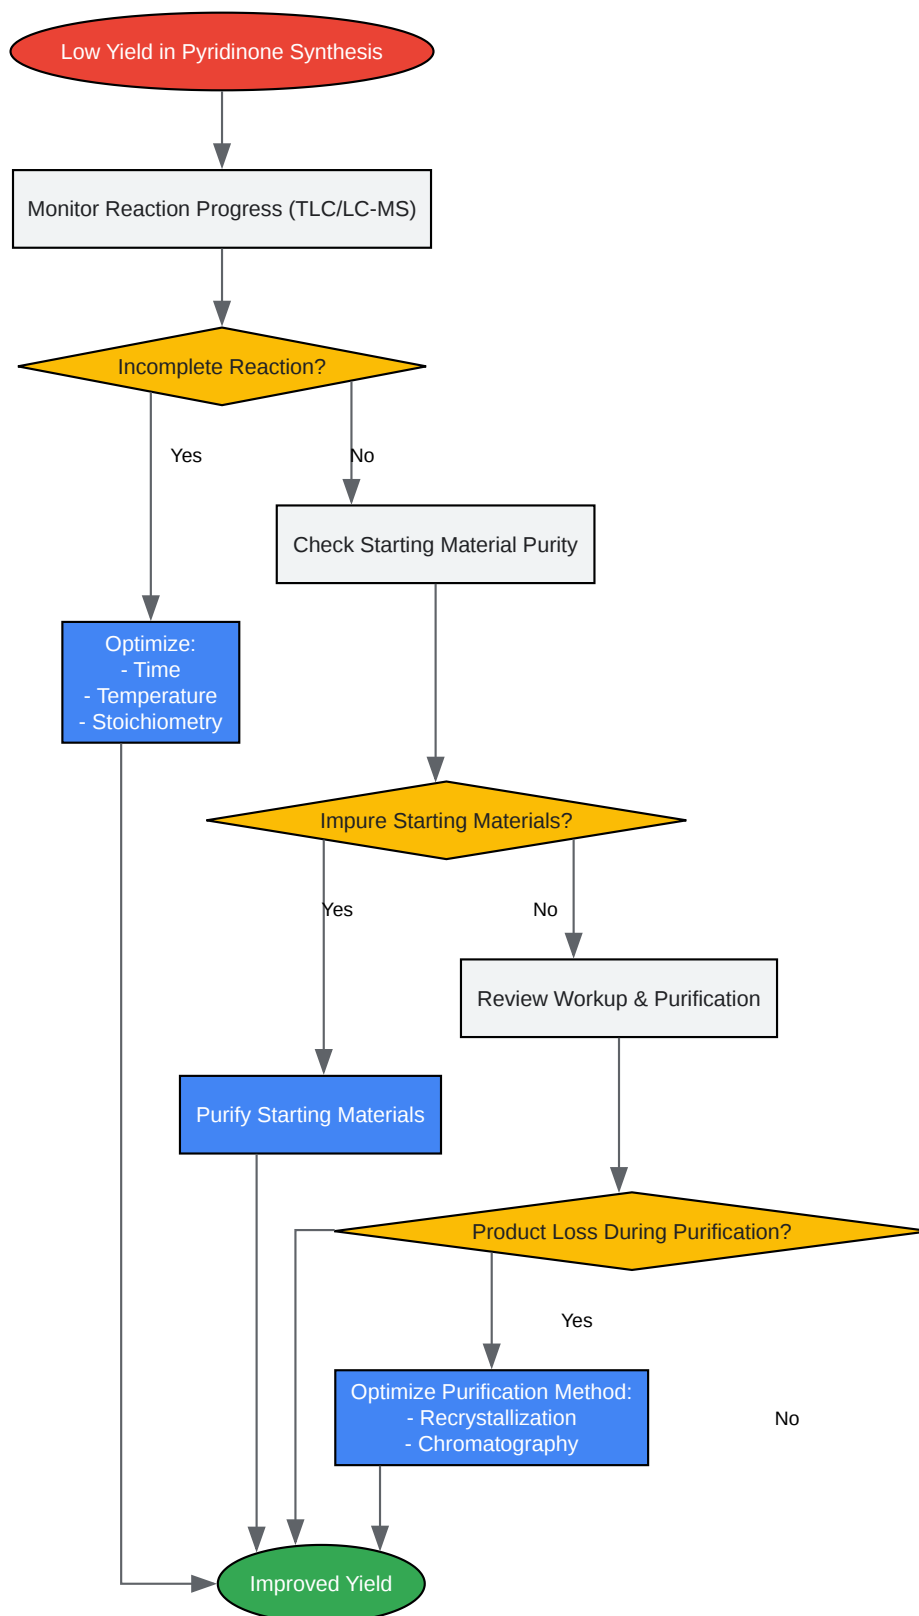 Low Yield in Pyridinone Synthesis
Monitor Reaction Progress (TLC/LC-MS)
Incomplete Reaction?
Yes
No
Check Starting Material Purity
Optimize:
- Time
- Temperature
- Stoichiometry
Impure Starting Materials?
Yes
No
Review Workup & Purification
Purify Starting Materials
Product Loss During Purification?
Yes
Optimize Purification Method:
- Recrystallization
- Chromatography
No
Improved Yield